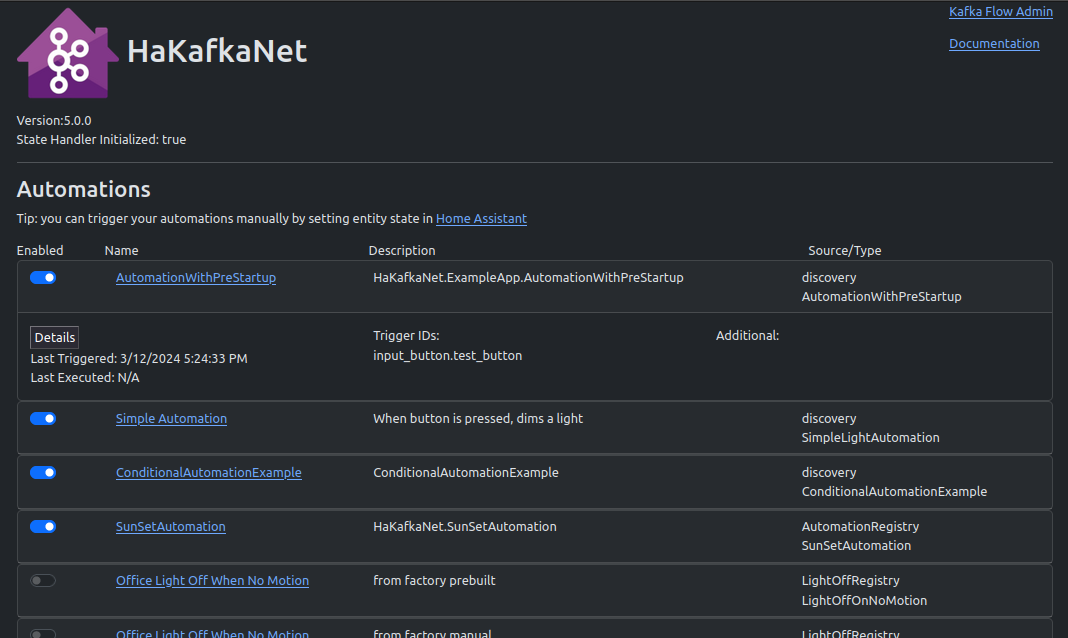 HaKafkaNet
Kafka Flow Admin
Documentation
Version:5.0.0
State Handler Initialized: true
Automations
Tip: you can trigger your automations manually by setting entity state in Home Assistant
Enabled Name Description Source/Type
AutomationWithPreStartup HaKafkaNet.ExampleApp.AutomationWithPreStartup discovery
AutomationWithPreStartup
Details Trigger IDs: Additional:
Last Triggered: 3/12/2024 5:24:33 PM input_button.test_button
Last Executed: N/A
Simple Automation When button is pressed, dims a light discovery
SimpleLightAutomation
ConditionalAutomationExample ConditionalAutomationExample discovery
ConditionalAutomationExample
SunSetAutomation HaKafkaNet.SunSetAutomation AutomationRegistry
SunSetAutomation
Office Light Off When No Motion from factory prebuilt LightOffRegistry
LightOffOnNoMotion
Office Light Off When No Motion from factory manual LightOffRegistry